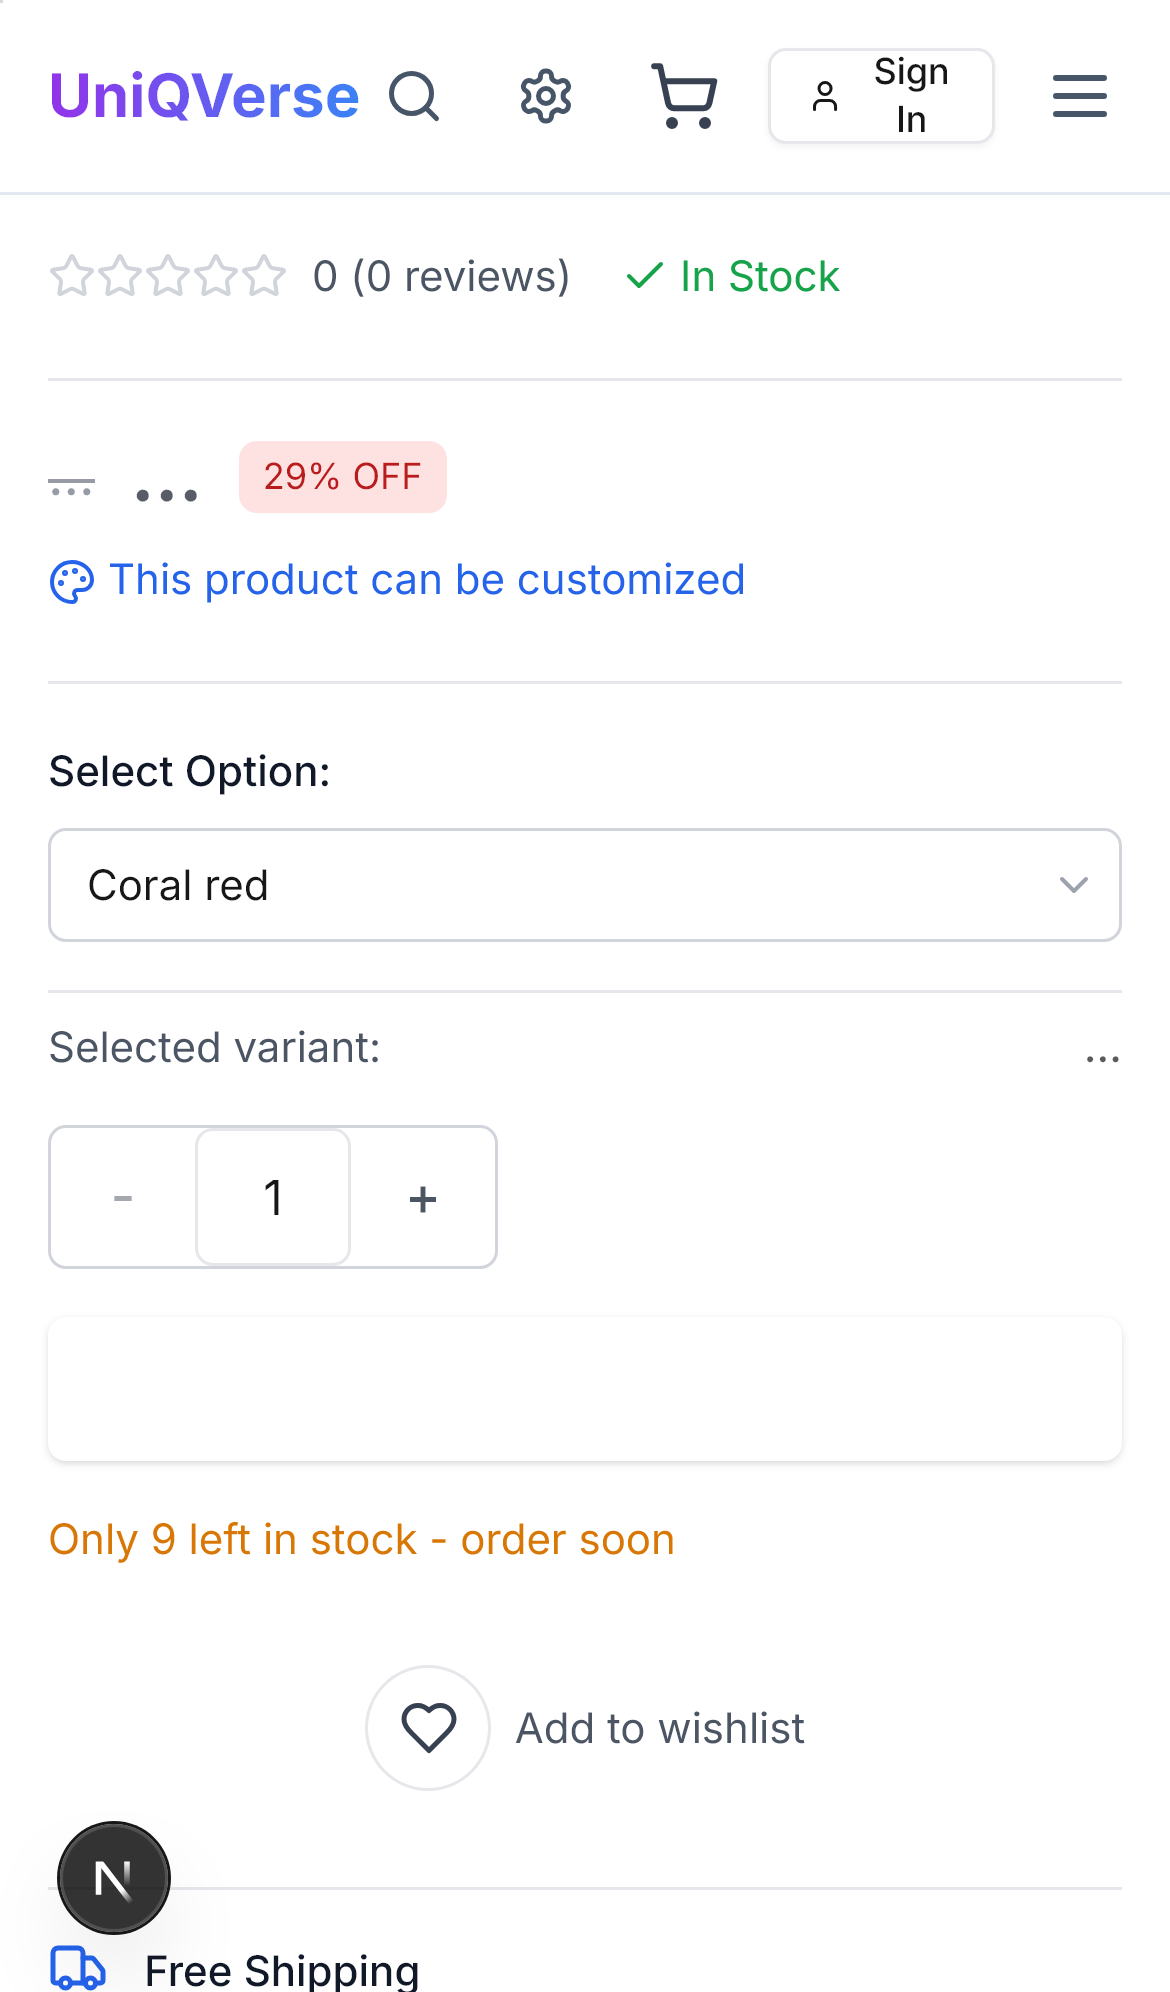 UniQVerse
Sign
In
0 (0 reviews)
In Stock
...
...
29% OFF
This product can be customized
Select Option:
Coral red
Selected variant:
...
-
1
+
Only 9 left in stock - order soon
Add to wishlist
N
Free Shipping